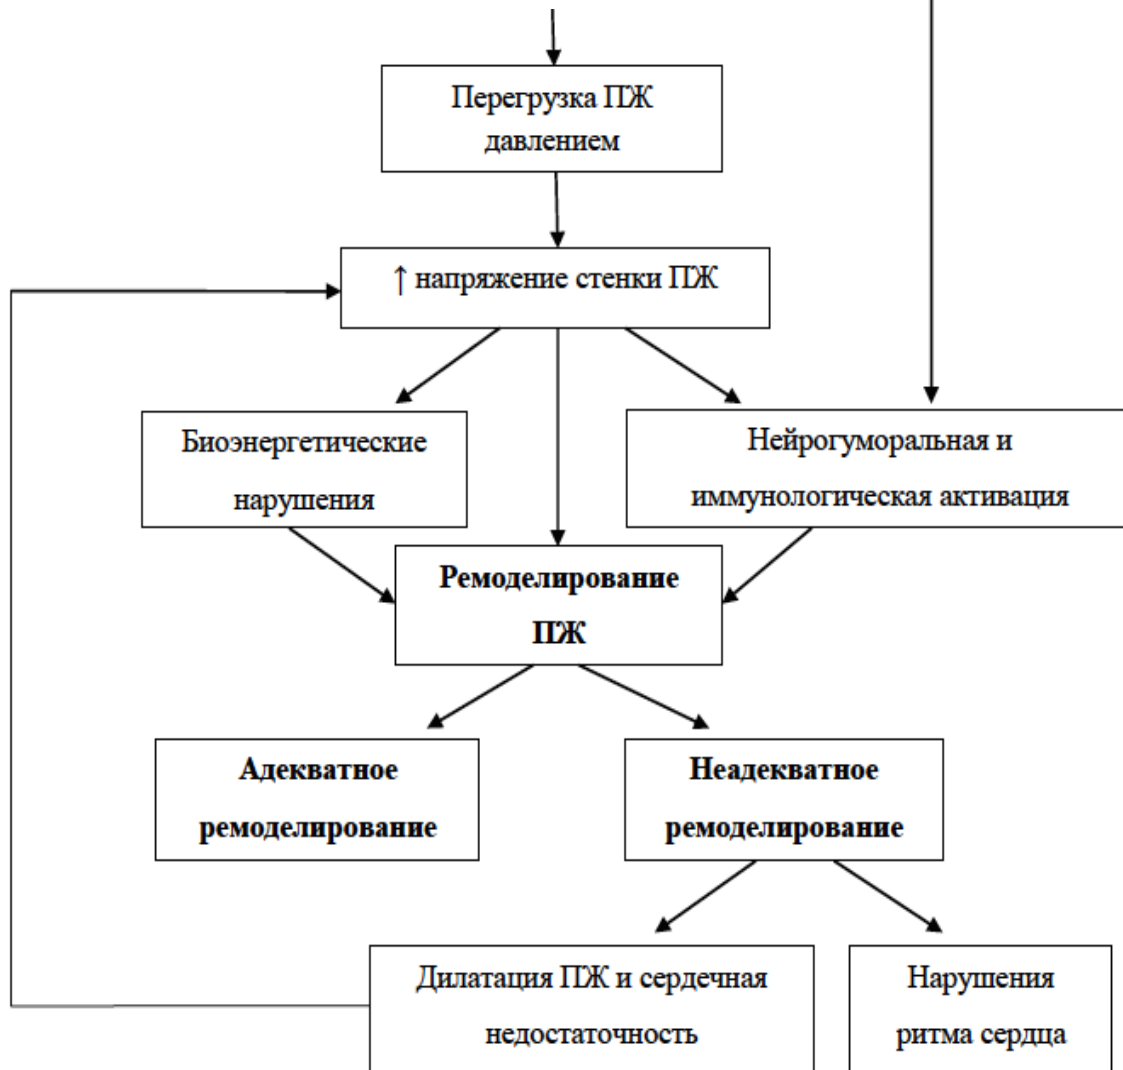 Перегрузка ПЖ
давлением
↑ напряжение стенки ПЖ
Биоэнергетические
нарушения
Нейрогуморальная и
иммунологическая активация
Ремоделирование
ПЖ
Адекватное
ремоделирование
Неадекватное
ремоделирование
Дилатация ПЖ и сердечная
недостаточность
Нарушения
ритма сердца